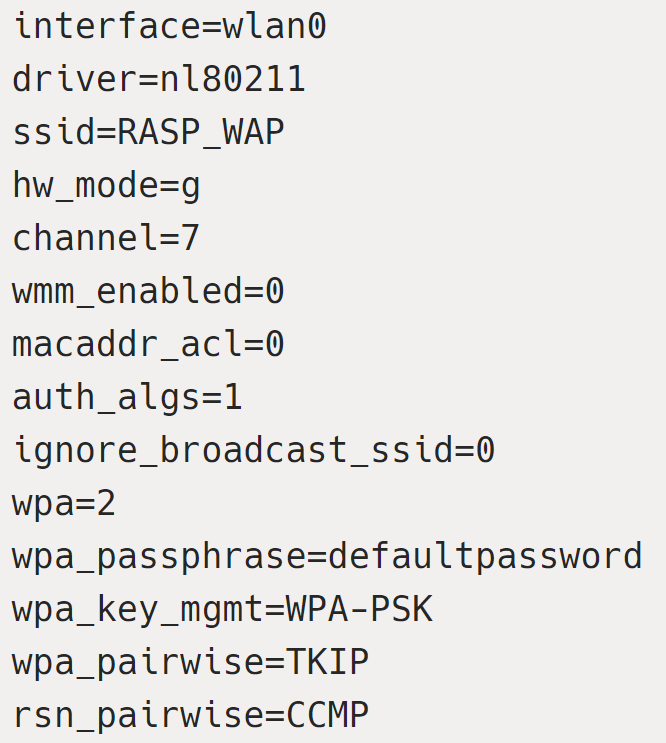 interface=wlan0
driver=nl80211
ssid=RASP_WAP
hw_mode=g
channel=7
wmm_enabled=0
macaddr_acl=0
auth_algs=1
ignore_broadcast_ssid=0
wpa=2
wpa_passphrase=defaultpassword
wpa_key_mgmt=WPA-PSK
wpa_pairwise=TKIP
rsn_pairwise=CCMP